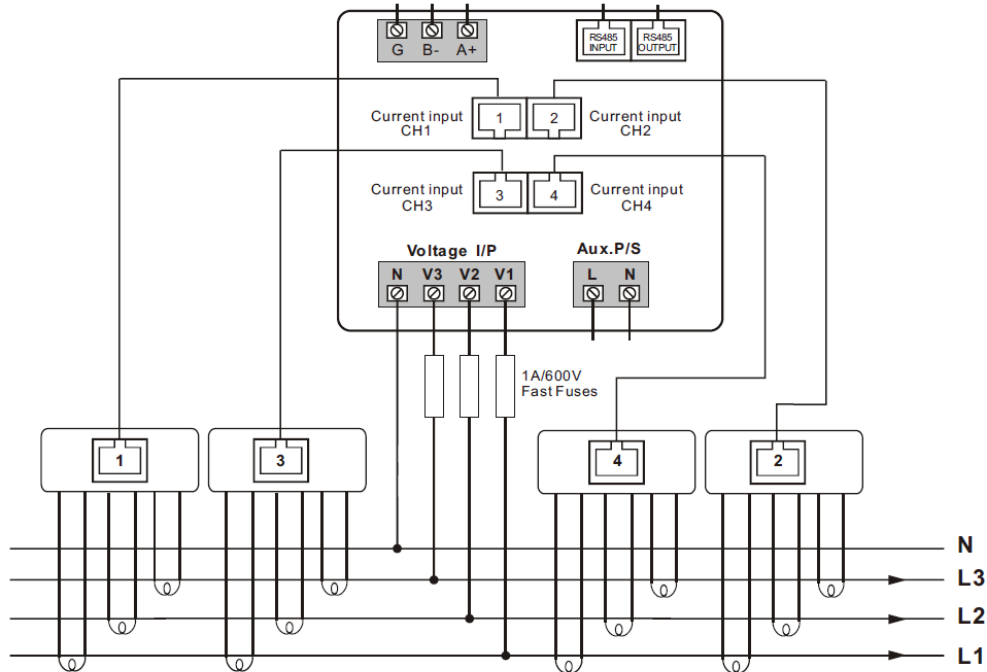 G B- A+
RS485 INPUT
RS485 OUTPUT
Current input
CH1
1
2
Current input
CH2
Current input
CH3
3
4
Current input
CH4
Voltage I/P
Aux.P/S
N V3 V2 V1
L N
1A/600V
Fast Fuses
1
3
4
2
N
L3
L2
L1